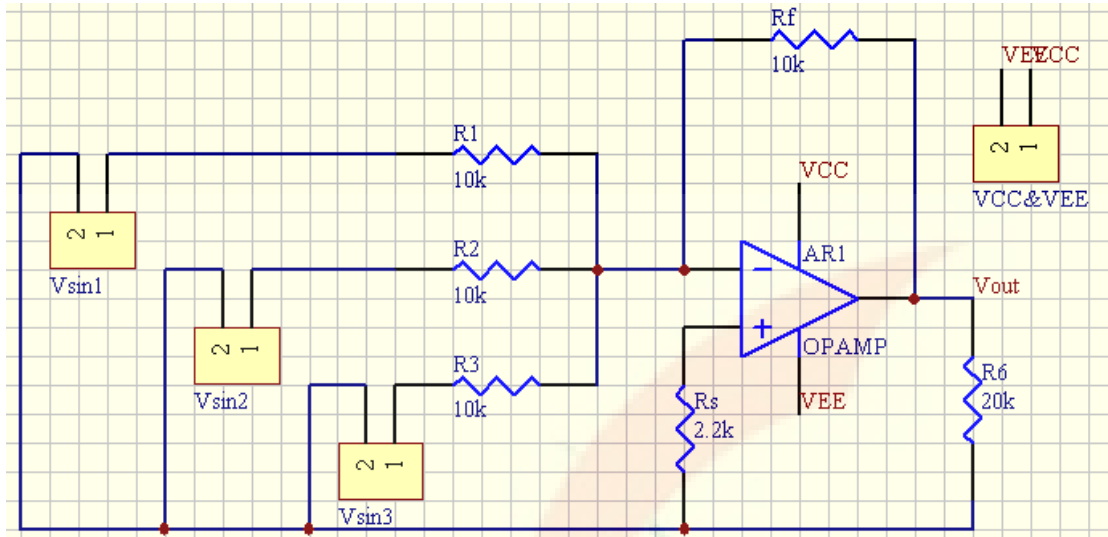 Rf
10k
VEE
VCC
R1
10k
VCC
VCC&VEE
2 1
2 1
Vsin1
R2
10k
AR1
Vout
2 1
Vsin2
OPAMP
R3
10k
VEE
Rs
2.2k
R6
20k
2 1
Vsin3